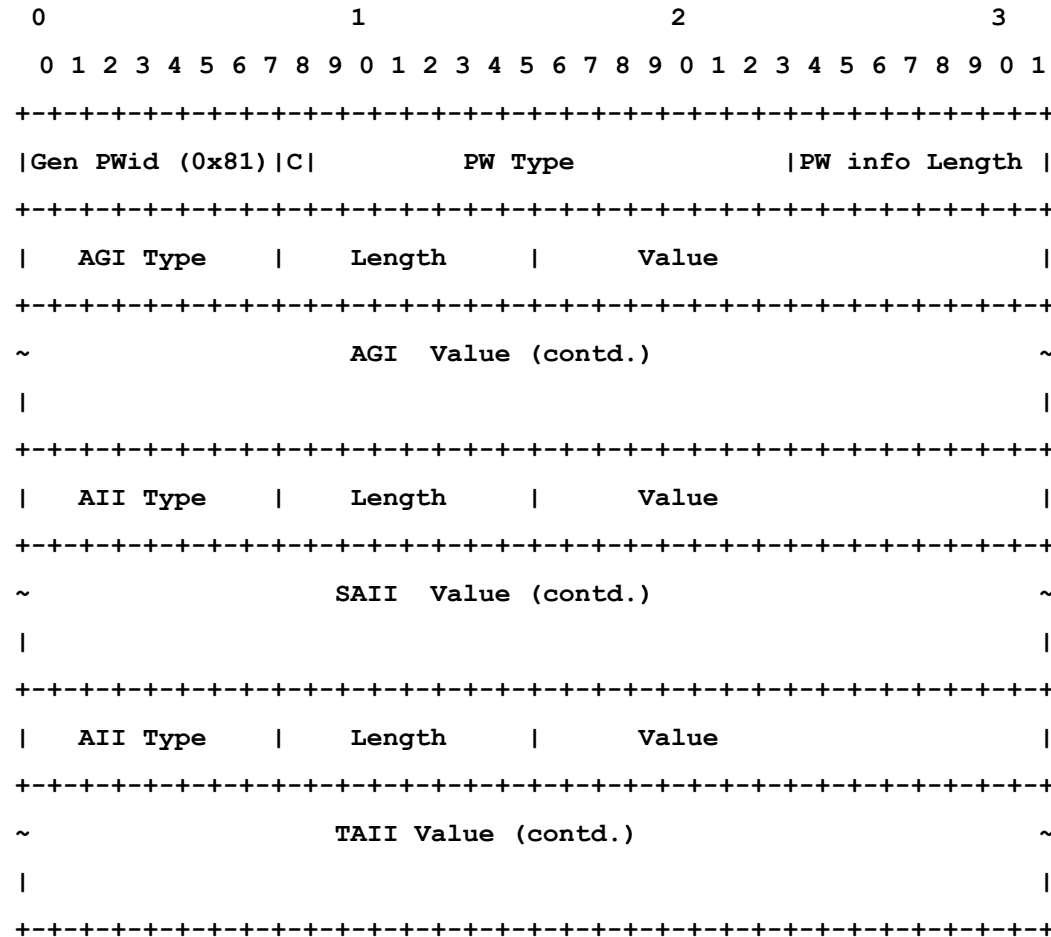 0                   1                   2                   3
 0 1 2 3 4 5 6 7 8 9 0 1 2 3 4 5 6 7 8 9 0 1 2 3 4 5 6 7 8 9 0 1
+-+-+-+-+-+-+-+-+-+-+-+-+-+-+-+-+-+-+-+-+-+-+-+-+-+-+-+-+-+-+-+-+
|Gen PWid (0x81)|C|         PW Type             |PW info Length |
+-+-+-+-+-+-+-+-+-+-+-+-+-+-+-+-+-+-+-+-+-+-+-+-+-+-+-+-+-+-+-+-+
|   AGI Type    |    Length     |      Value                    |
+-+-+-+-+-+-+-+-+-+-+-+-+-+-+-+-+-+-+-+-+-+-+-+-+-+-+-+-+-+-+-+-+
~                    AGI  Value (contd.)                        ~
|                                                               |
+-+-+-+-+-+-+-+-+-+-+-+-+-+-+-+-+-+-+-+-+-+-+-+-+-+-+-+-+-+-+-+-+
|   AII Type    |    Length     |      Value                    |
+-+-+-+-+-+-+-+-+-+-+-+-+-+-+-+-+-+-+-+-+-+-+-+-+-+-+-+-+-+-+-+-+
~                   SAII  Value (contd.)                        ~
|                                                               |
+-+-+-+-+-+-+-+-+-+-+-+-+-+-+-+-+-+-+-+-+-+-+-+-+-+-+-+-+-+-+-+-+
|   AII Type    |    Length     |      Value                    |
+-+-+-+-+-+-+-+-+-+-+-+-+-+-+-+-+-+-+-+-+-+-+-+-+-+-+-+-+-+-+-+-+
~                   TAII Value (contd.)                         ~
|                                                               |
+-+-+-+-+-+-+-+-+-+-+-+-+-+-+-+-+-+-+-+-+-+-+-+-+-+-+-+-+-+-+-+-+